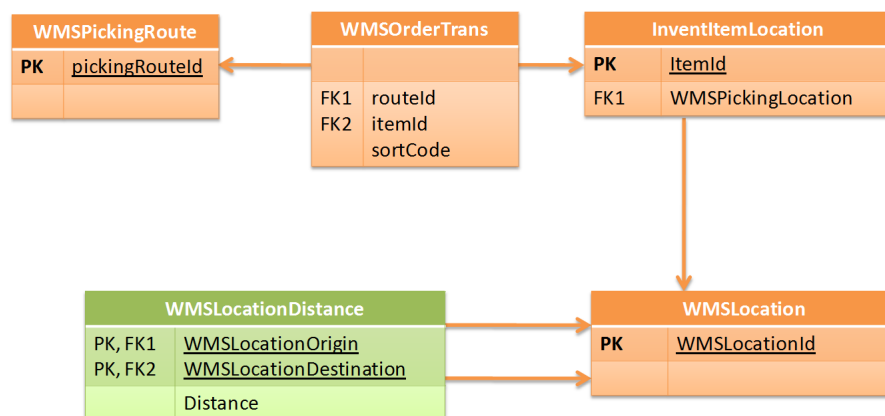 WMSPickingRoute
PK pickingRouteId
WMSOrderTrans
FK1 routeId
FK2 itemId
sortCode
InventItemLocation
PK ItemId
FK1 WMSPickingLocation
WMSLocationDistance
PK, FK1 WMSLocationOrigin
PK, FK2 WMSLocationDestination
Distance
WMSLocation
PK WMSLocationId